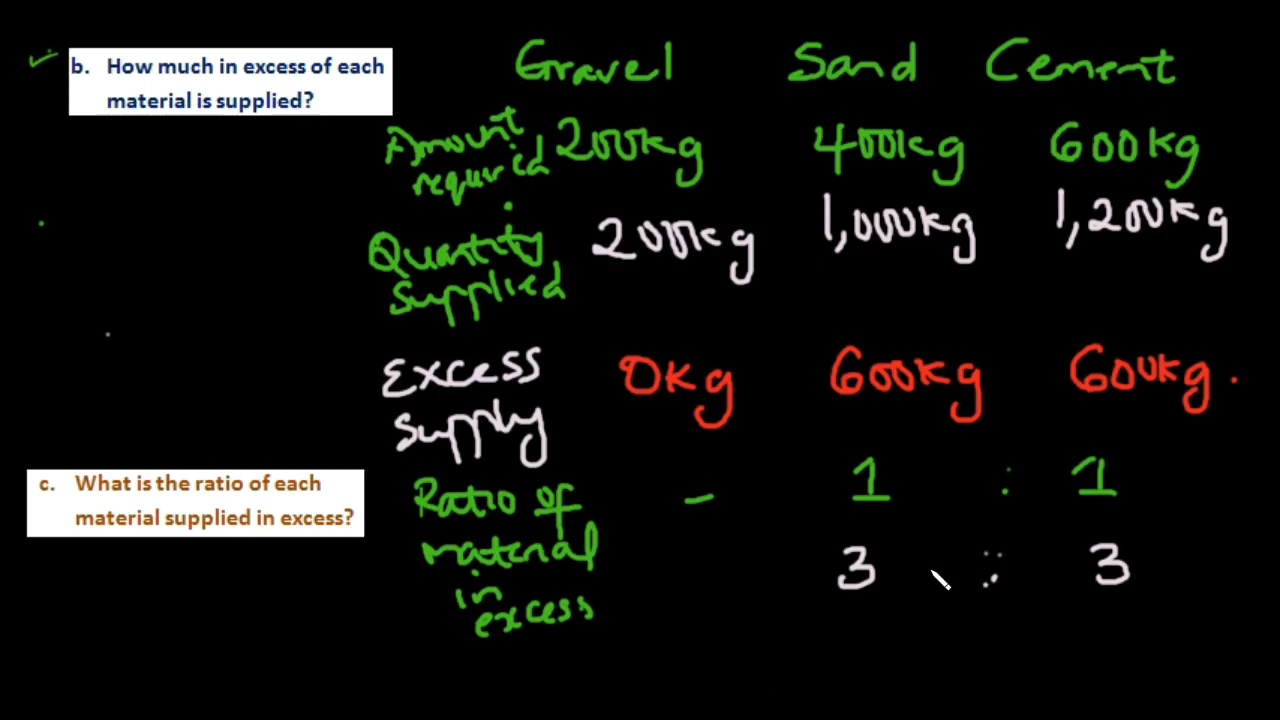 b. How much in excess of each
material is supplied?
Gravel Sand Cement
Amount
required
200kg 400kg 600kg
Quantity
supplied
200kg 1,000kg 1,200kg
Excess
supply
0kg 600kg 600kg.
c. What is the ratio of each
material supplied in excess?
Ratio of
material
in
excess
- 1 : 1
3 : 3